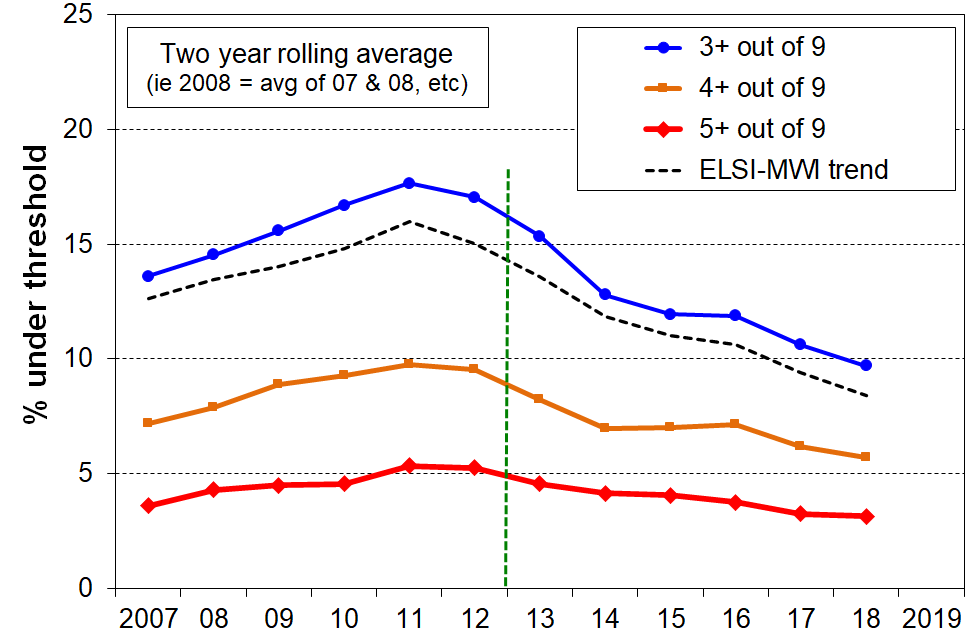 25
Two year rolling average
(ie 2008 = avg of 07 & 08, etc)
3+ out of 9
4+ out of 9
5+ out of 9
ELSI-MWI trend
20
15
10
5
0
% under threshold
2007 08 09 10 11 12 13 14 15 16 17 18 2019